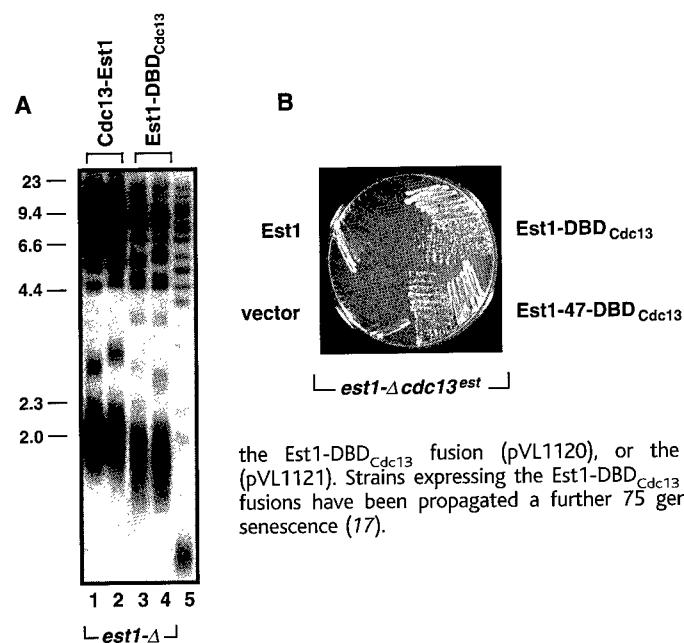 A
Cdc13-Est1
Est1-DBDCdc13
23
9.4
6.6
4.4
2.3
2.0
1 2 3 4 5
est1-Δ
B
Est1
Est1-DBDCdc13
vector
Est1-47-DBDCdc13
est1-Δ cdc13est
the Est1-DBDCdc13 fusion (pVL1120), or the
(pVL1121). Strains expressing the Est1-DBDCdc13
fusions have been propagated a further 75 ger
senescence (17).